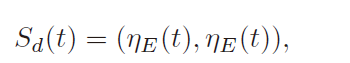 S_d(t) = (η_E(t), η_E(t)),